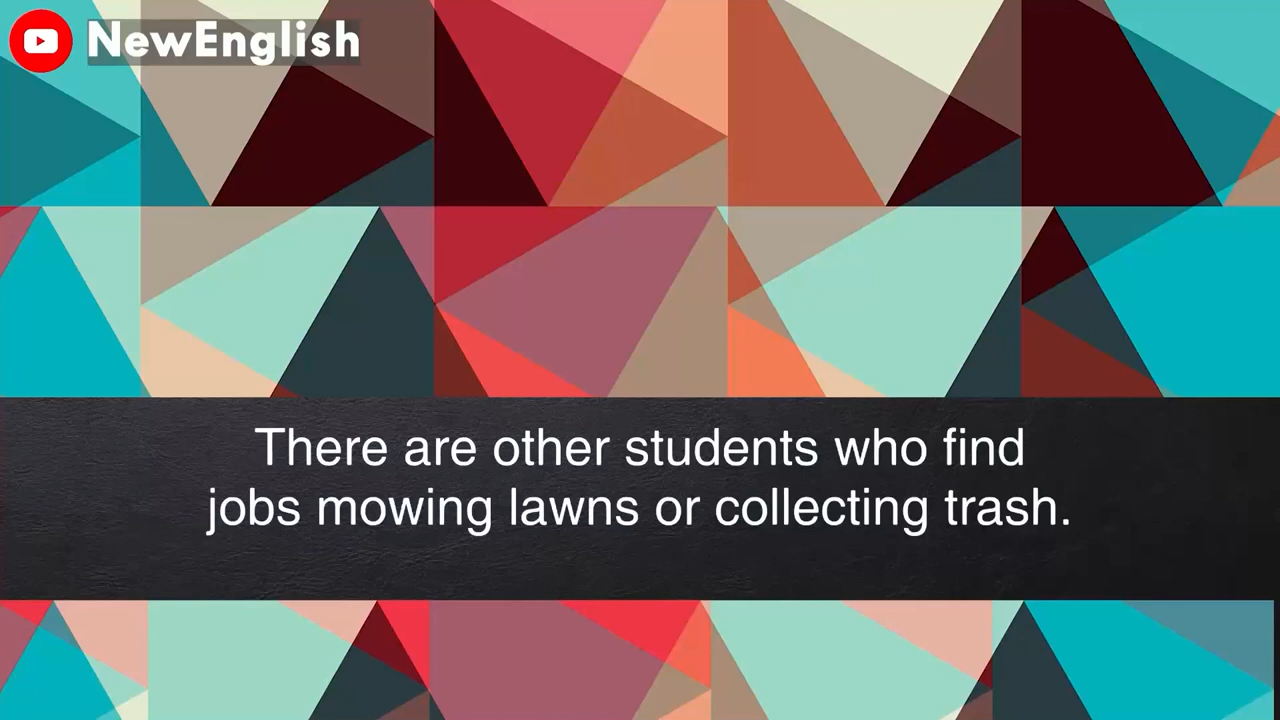 NewEnglish
There are other students who find
jobs mowing lawns or collecting trash.